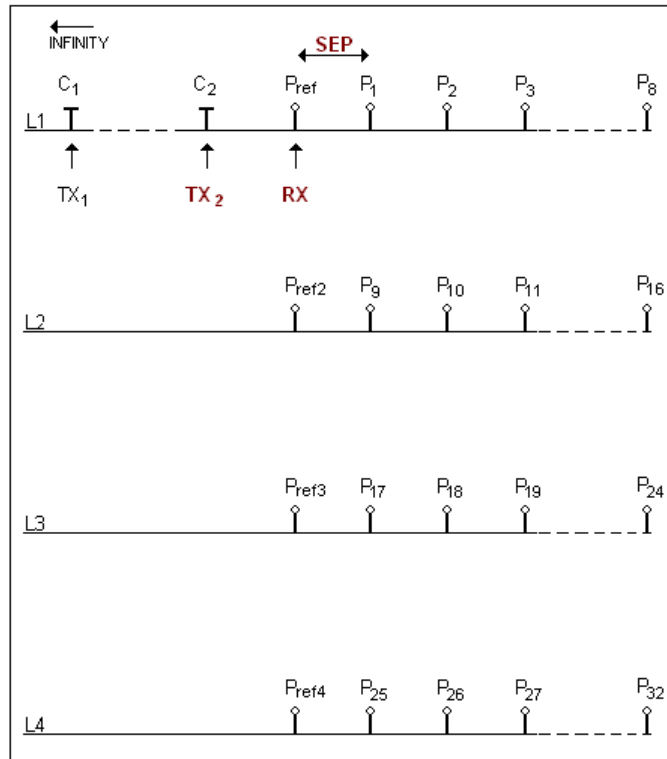 INFINITY
SEP
C1 C2 Pref P1 P2 P3 P8
L1
TX1 TX2 RX
Pref2 P9 P10 P11 P16
L2
Pref3 P17 P18 P19 P24
L3
Pref4 P25 P26 P27 P32
L4